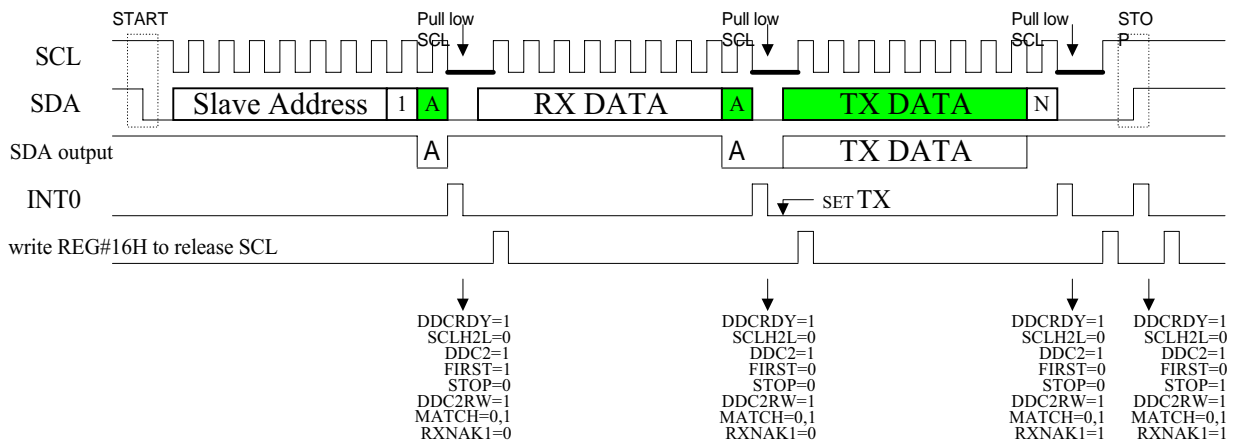 START
Pull low
SCL
Pull low
SCL
Pull low
SCL
STO
P
SCL
SDA
Slave Address
1
A
RX DATA
A
TX DATA
N
SDA output
A
A
TX DATA
INT0
SET TX
write REG#16H to release SCL
DDCRDY=1
SCLH2L=0
DDC2=1
FIRST=1
STOP=0
DDC2RW=1
MATCH=0,1
RXNAK1=0
DDCRDY=1
SCLH2L=0
DDC2=1
FIRST=0
STOP=0
DDC2RW=1
MATCH=0,1
RXNAK1=0
DDCRDY=1
SCLH2L=0
DDC2=1
FIRST=0
STOP=0
DDC2RW=1
MATCH=0,1
RXNAK1=1
DDCRDY=1
SCLH2L=0
DDC2=1
FIRST=0
STOP=1
DDC2RW=1
MATCH=0,1
RXNAK1=1